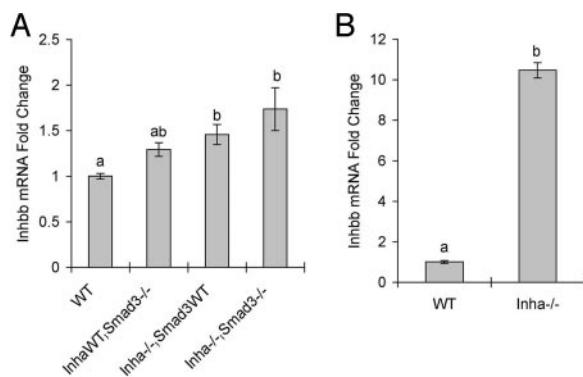 A
Inhbb mRNA Fold Change
2.5
2
1.5
1
0.5
0
a
ab
b
b
WT
InhaWT;Smad3-/-
Inha-/-;Smad3WT
Inha-/-;Smad3-/-
B
Inhbb mRNA Fold Change
12
10
8
6
4
2
0
a
b
WT
Inha-/-